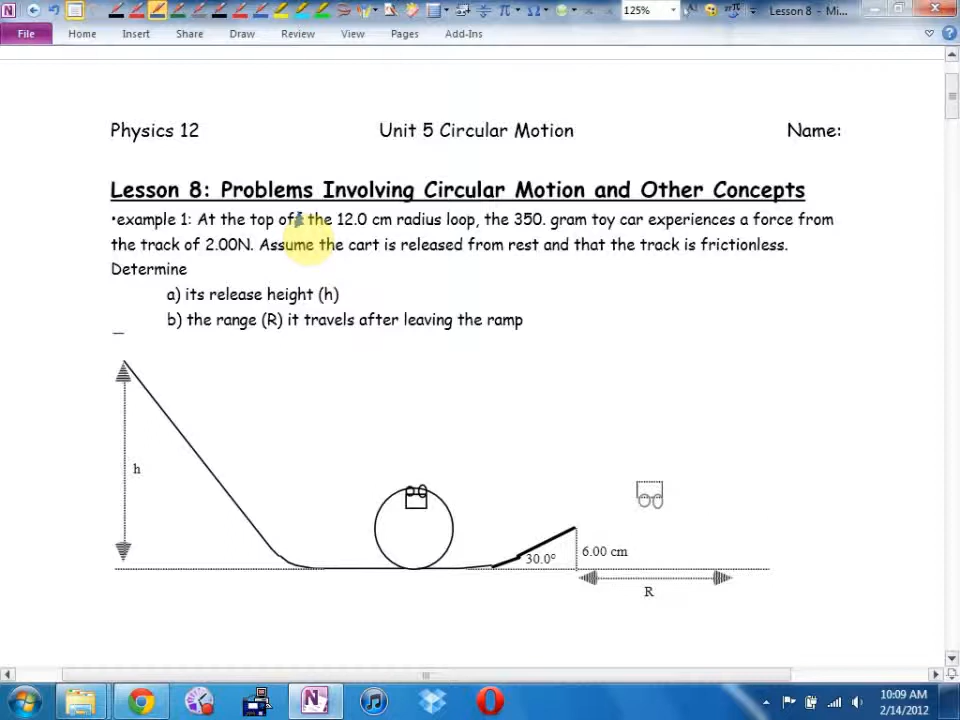 125% Lesson 8 - Mi...
File Home Insert Share Draw Review View Pages Add-Ins
Physics 12 Unit 5 Circular Motion Name:
Lesson 8: Problems Involving Circular Motion and Other Concepts
•example 1: At the top off the 12.0 cm radius loop, the 350. gram toy car experiences a force from
the track of 2.00N. Assume the cart is released from rest and that the track is frictionless.
Determine
a) its release height (h)
b) the range (R) it travels after leaving the ramp
h
30.0°
6.00 cm
R
10:09 AM
2/14/2012